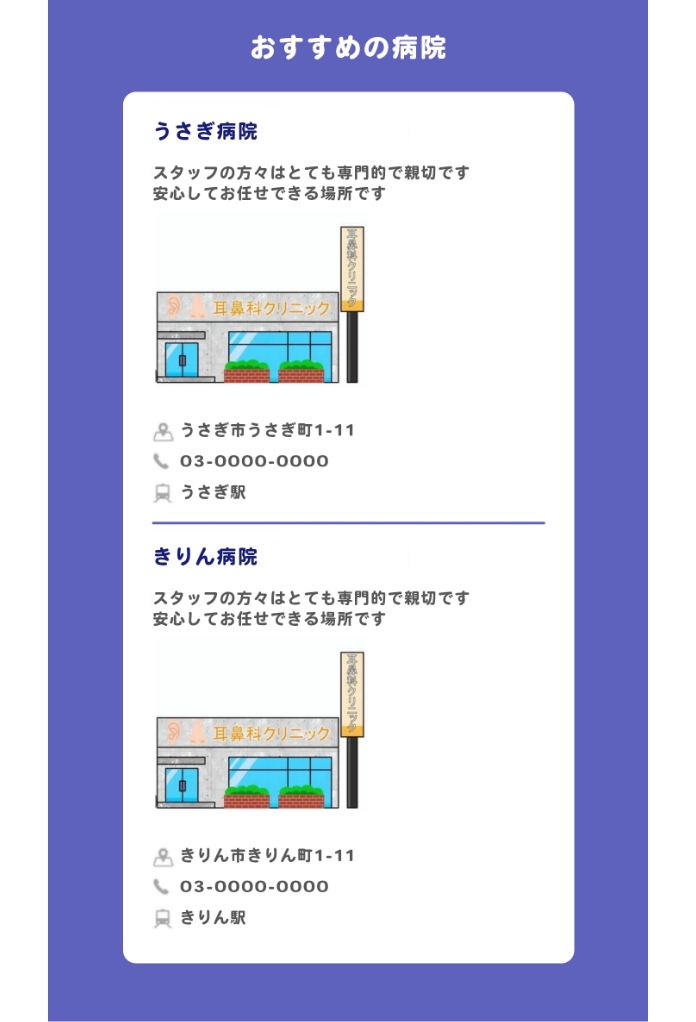 おすすめの病院
うさぎ病院
スタッフの方々はとても専門的で親切です
安心してお任せできる場所です
耳鼻科クリニック
耳鼻科クリニック
うさぎ市うさぎ町1-11
03-0000-0000
うさぎ駅
きりん病院
スタッフの方々はとても専門的で親切です
安心してお任せできる場所です
耳鼻科クリニック
耳鼻科クリニック
きりん市きりん町1-11
03-0000-0000
きりん駅